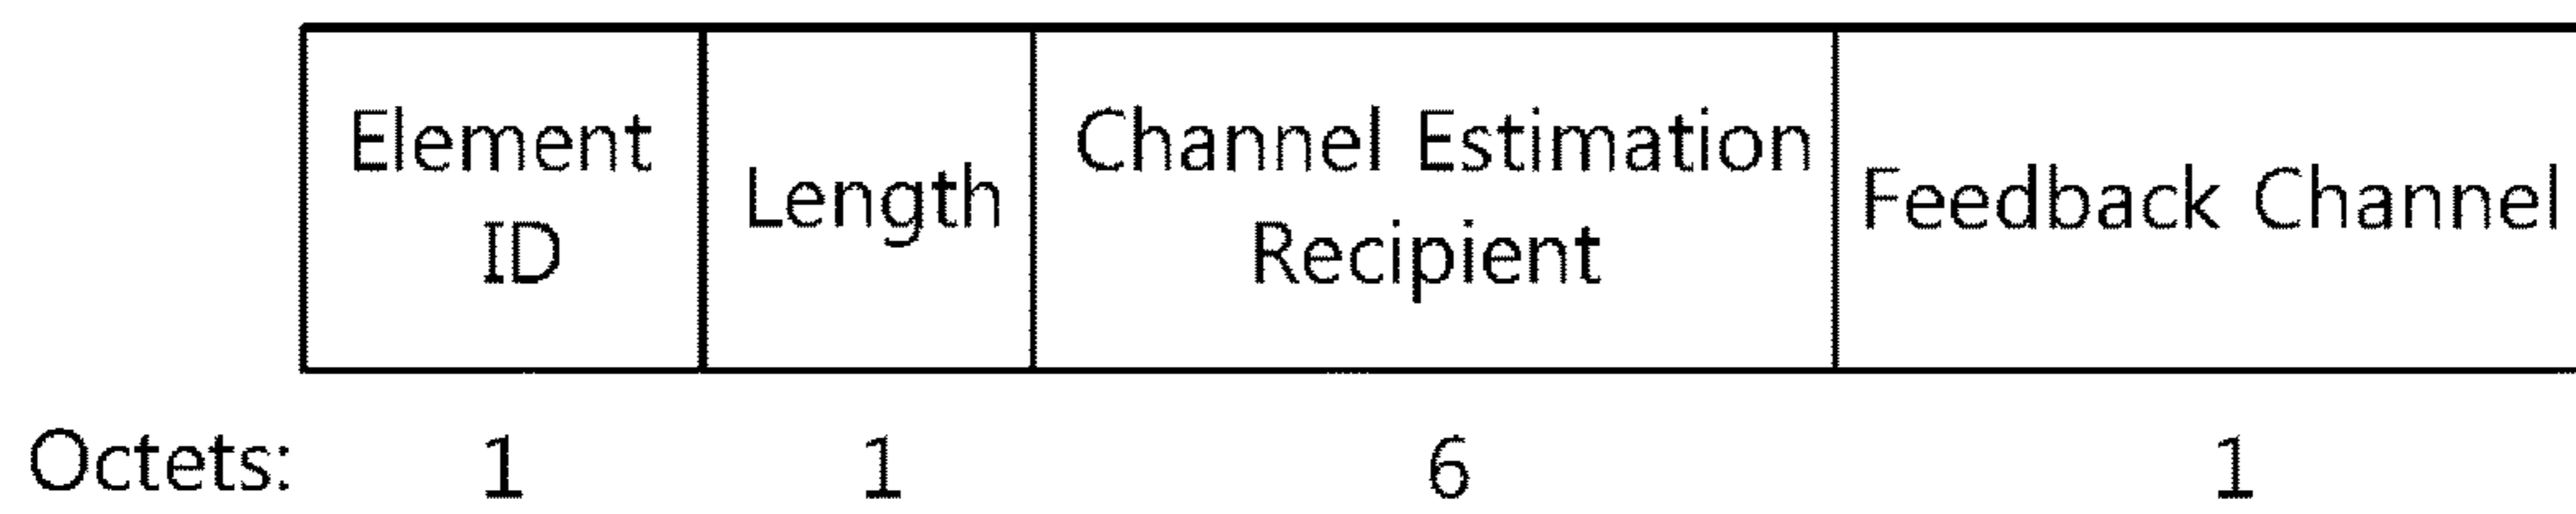 Element
ID
Length
Channel Estimation
Recipient
Feedback Channel
Octets: 1 1 6 1